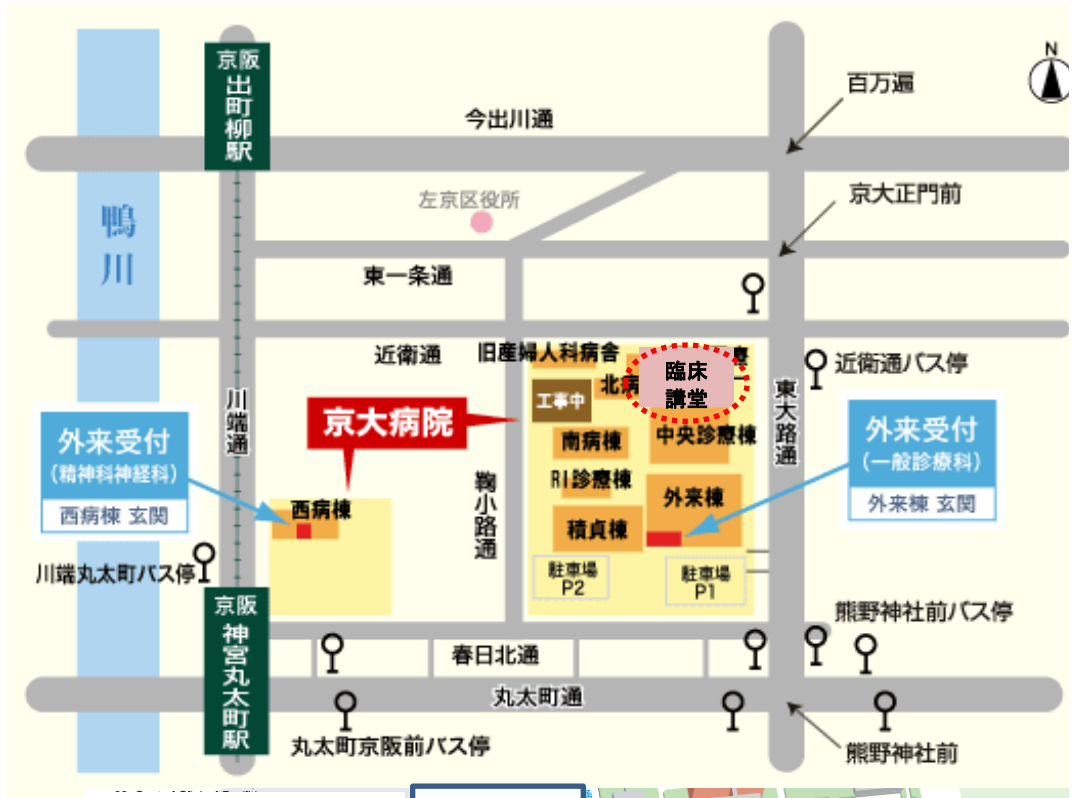 京阪
出町柳駅
N
百万遍
今出川通
左京区役所
京大正門前
鴨川
東一条通
近衛通
旧産婦人科病舎
臨床
講堂
近衛通バス停
川端通
工事中
北病
東大路通
外来受付
(精神科神経科)
西病棟 玄関
京大病院
外来受付
(一般診療科)
外来棟 玄関
南病棟
中央診療棟
RI診療棟
鞠小路通
外来棟
西病棟
積貞棟
駐車場
P2
駐車場
P1
川端丸太町バス停
京阪
神宮丸太町駅
熊野神社前バス停
春日北通
丸太町通
丸太町京阪前バス停
熊野神社前